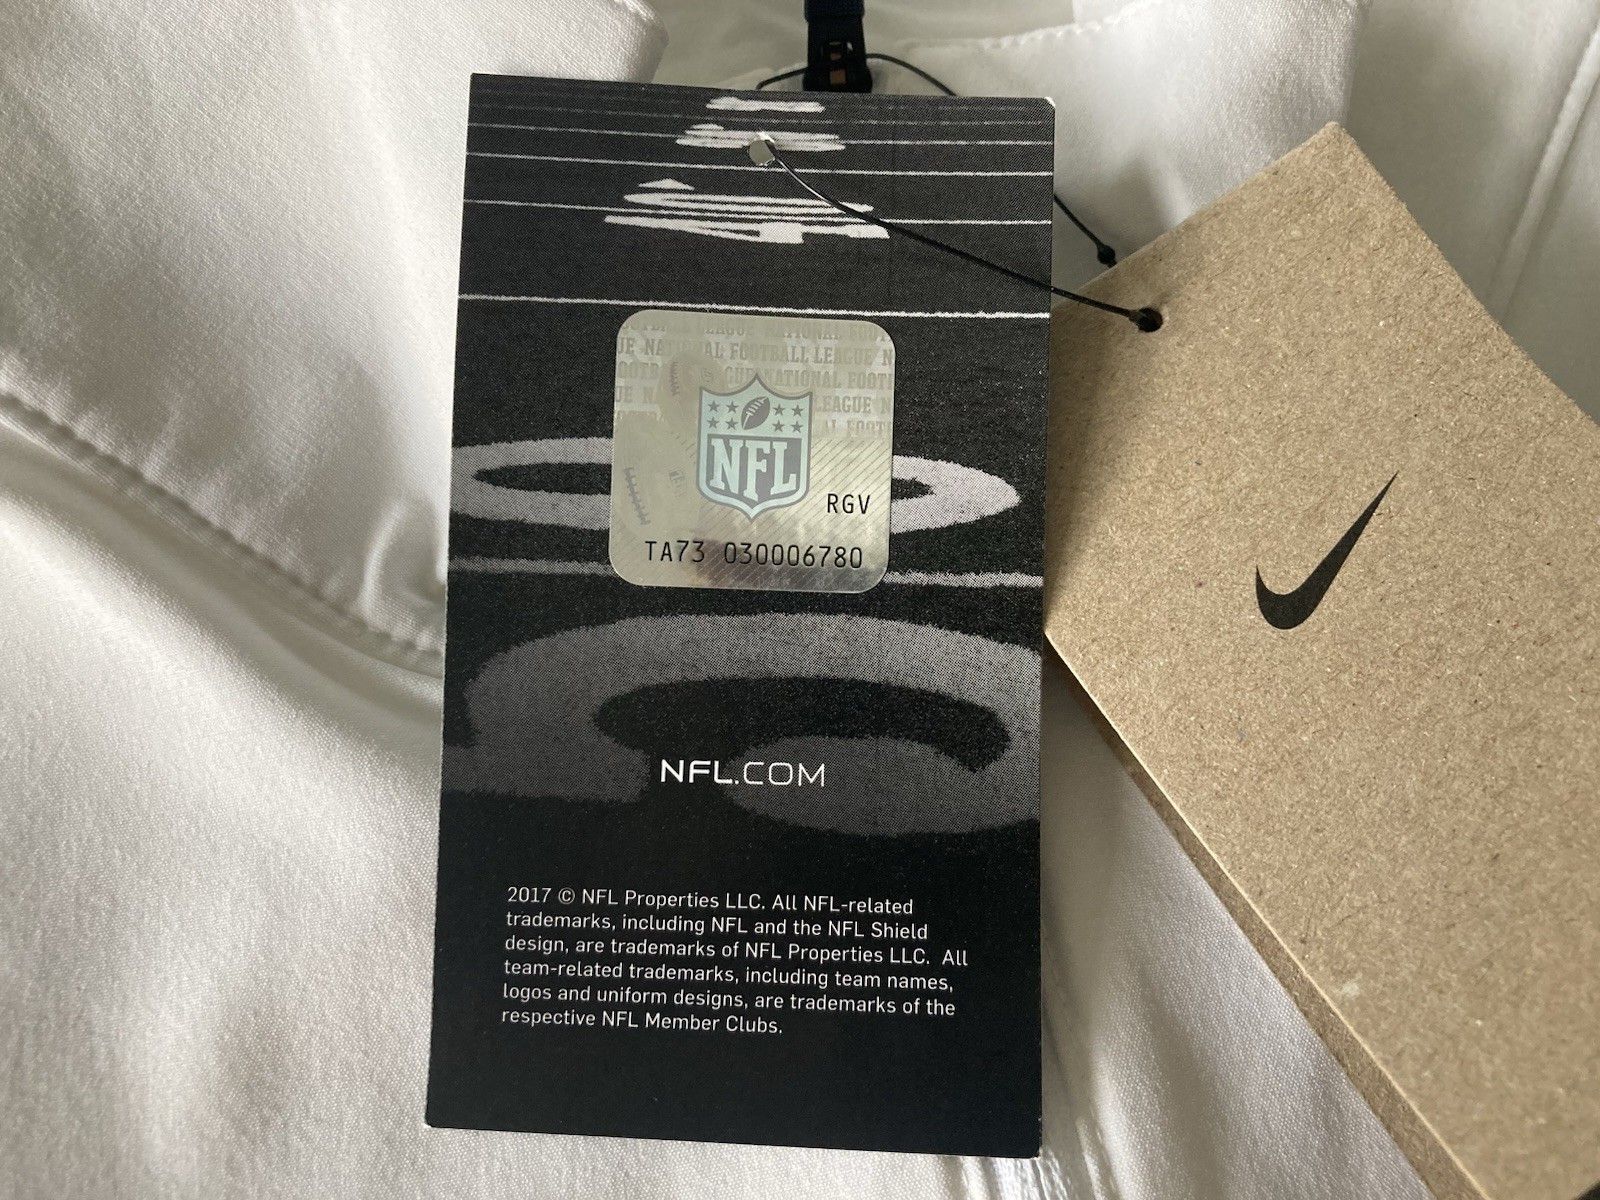 NFL
RGV
TA73 030006780
NFL.COM
2017 © NFL Properties LLC. All NFL-related
trademarks, including NFL and the NFL Shield
design, are trademarks of NFL Properties LLC. All
team-related trademarks, including team names,
logos and uniform designs, are trademarks of the
respective NFL Member Clubs.